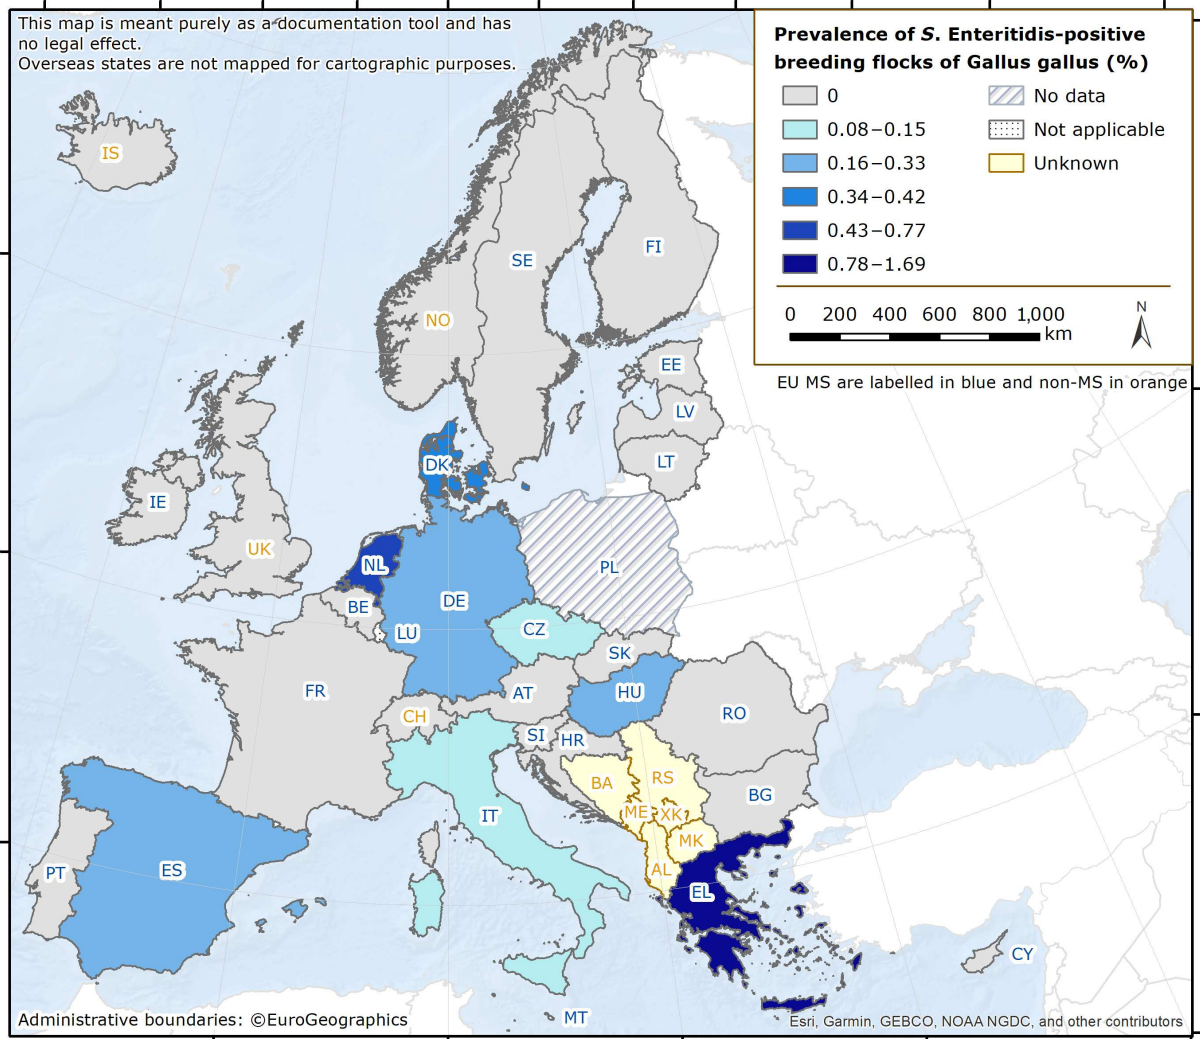 This map is meant purely as a documentation tool and has
no legal effect.
Overseas states are not mapped for cartographic purposes.
Prevalence of S. Enteritidis-positive
breeding flocks of Gallus gallus (%)
0
No data
0.08−0.15
Not applicable
0.16−0.33
Unknown
0.34−0.42
0.43−0.77
0.78−1.69
0 200 400 600 800 1,000
km
N
EU MS are labelled in blue and non-MS in orange
IS
FI
SE
NO
EE
LV
LT
DK
IE
UK
NL
PL
DE
BE
LU
CZ
SK
FR
AT
HU
CH
RO
SI
HR
BA
RS
BG
ME
XK
IT
MK
PT
ES
AL
EL
CY
MT
Administrative boundaries: ©EuroGeographics
Esri, Garmin, GEBCO, NOAA NGDC, and other contributors